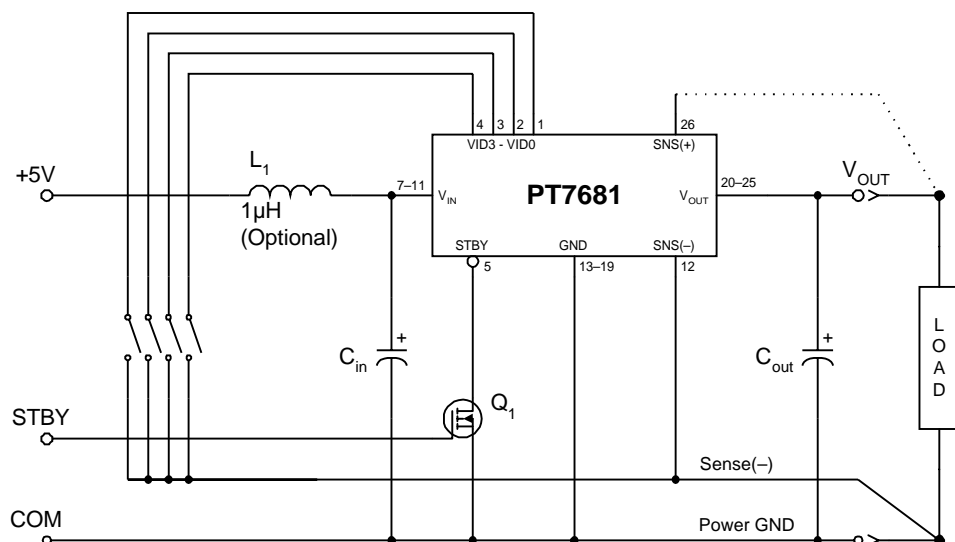 4 3 2 1
26
VID3 - VID0
SNS(+)
L1
+5V
7–11
VIN
PT7681
VOUT
20–25
VOUT
1µH
(Optional)
STBY
GND
SNS(–)
5
13–19
12
+
Cin
+
Cout
LOAD
Q1
STBY
Sense(–)
COM
Power GND